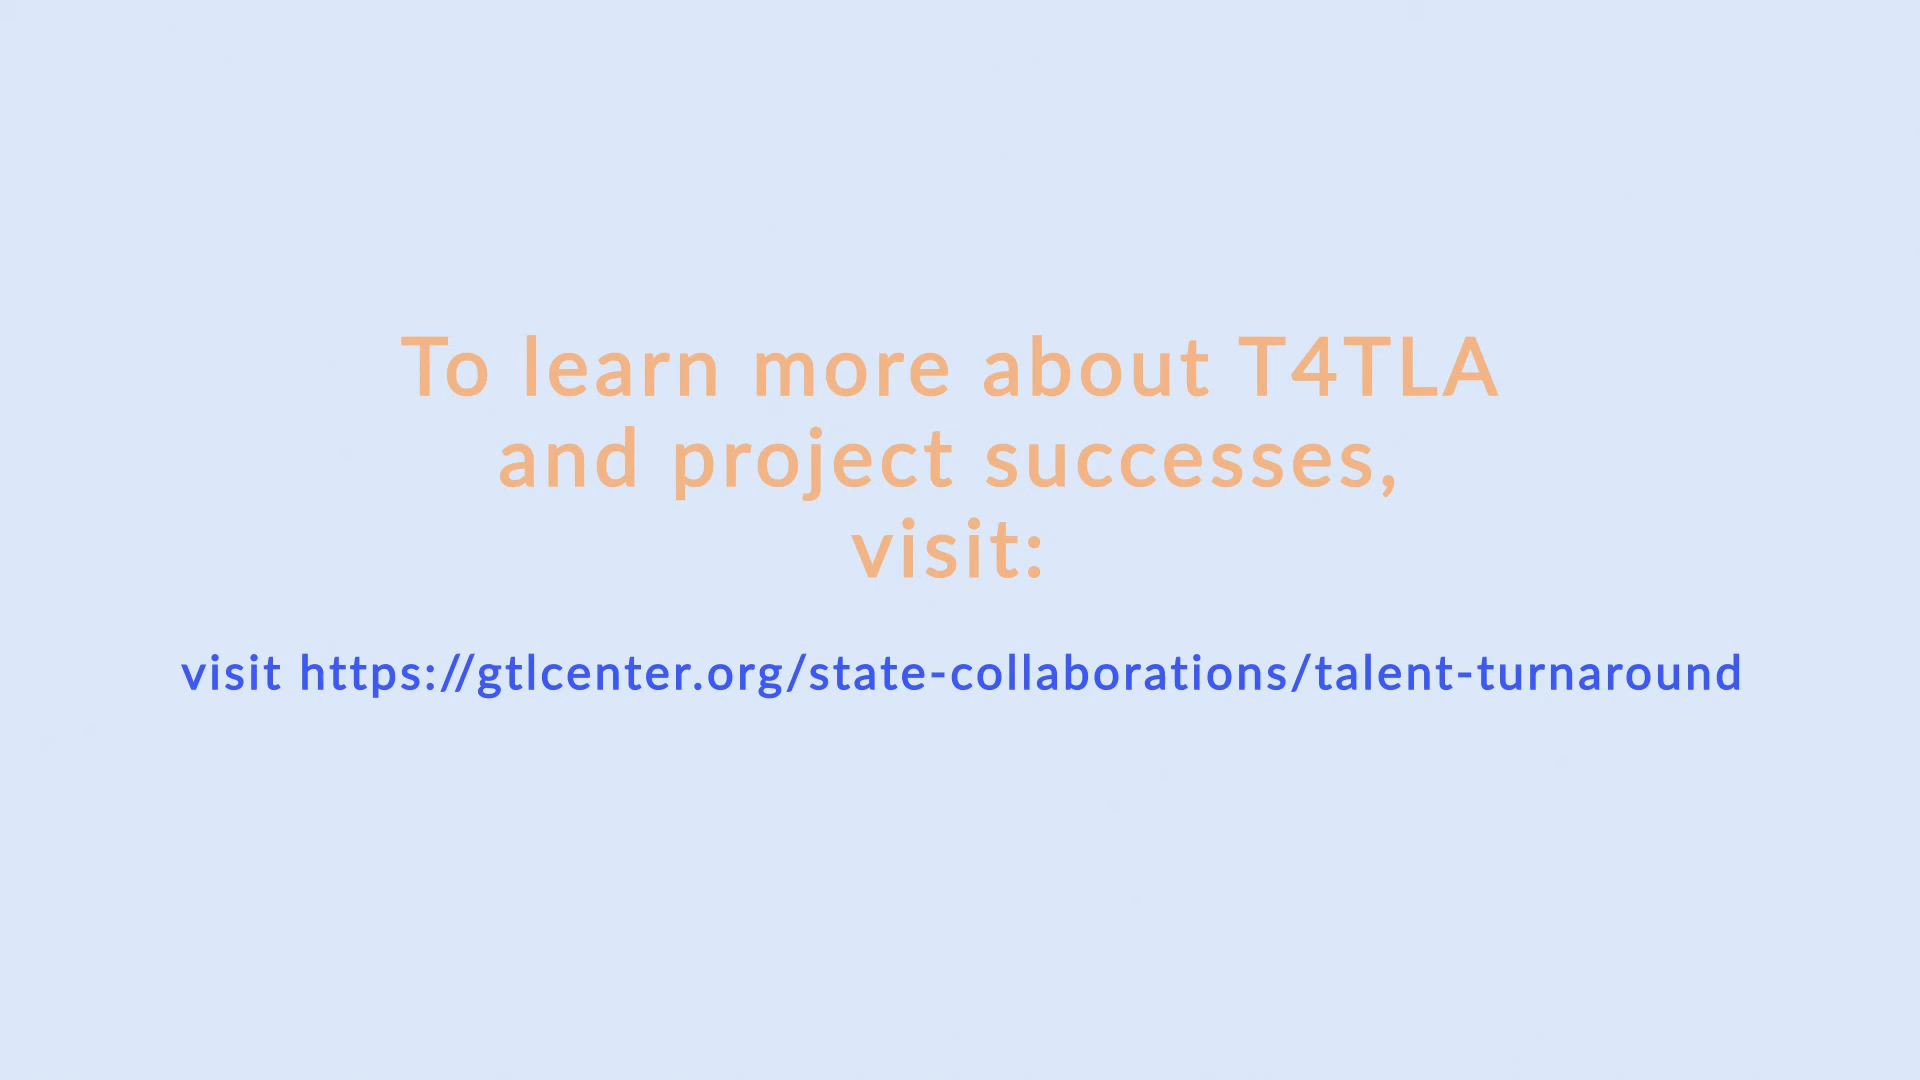 To learn more about T4TLA
and project successes,
visit:
visit https://gtlcenter.org/state-collaborations/talent-turnaround